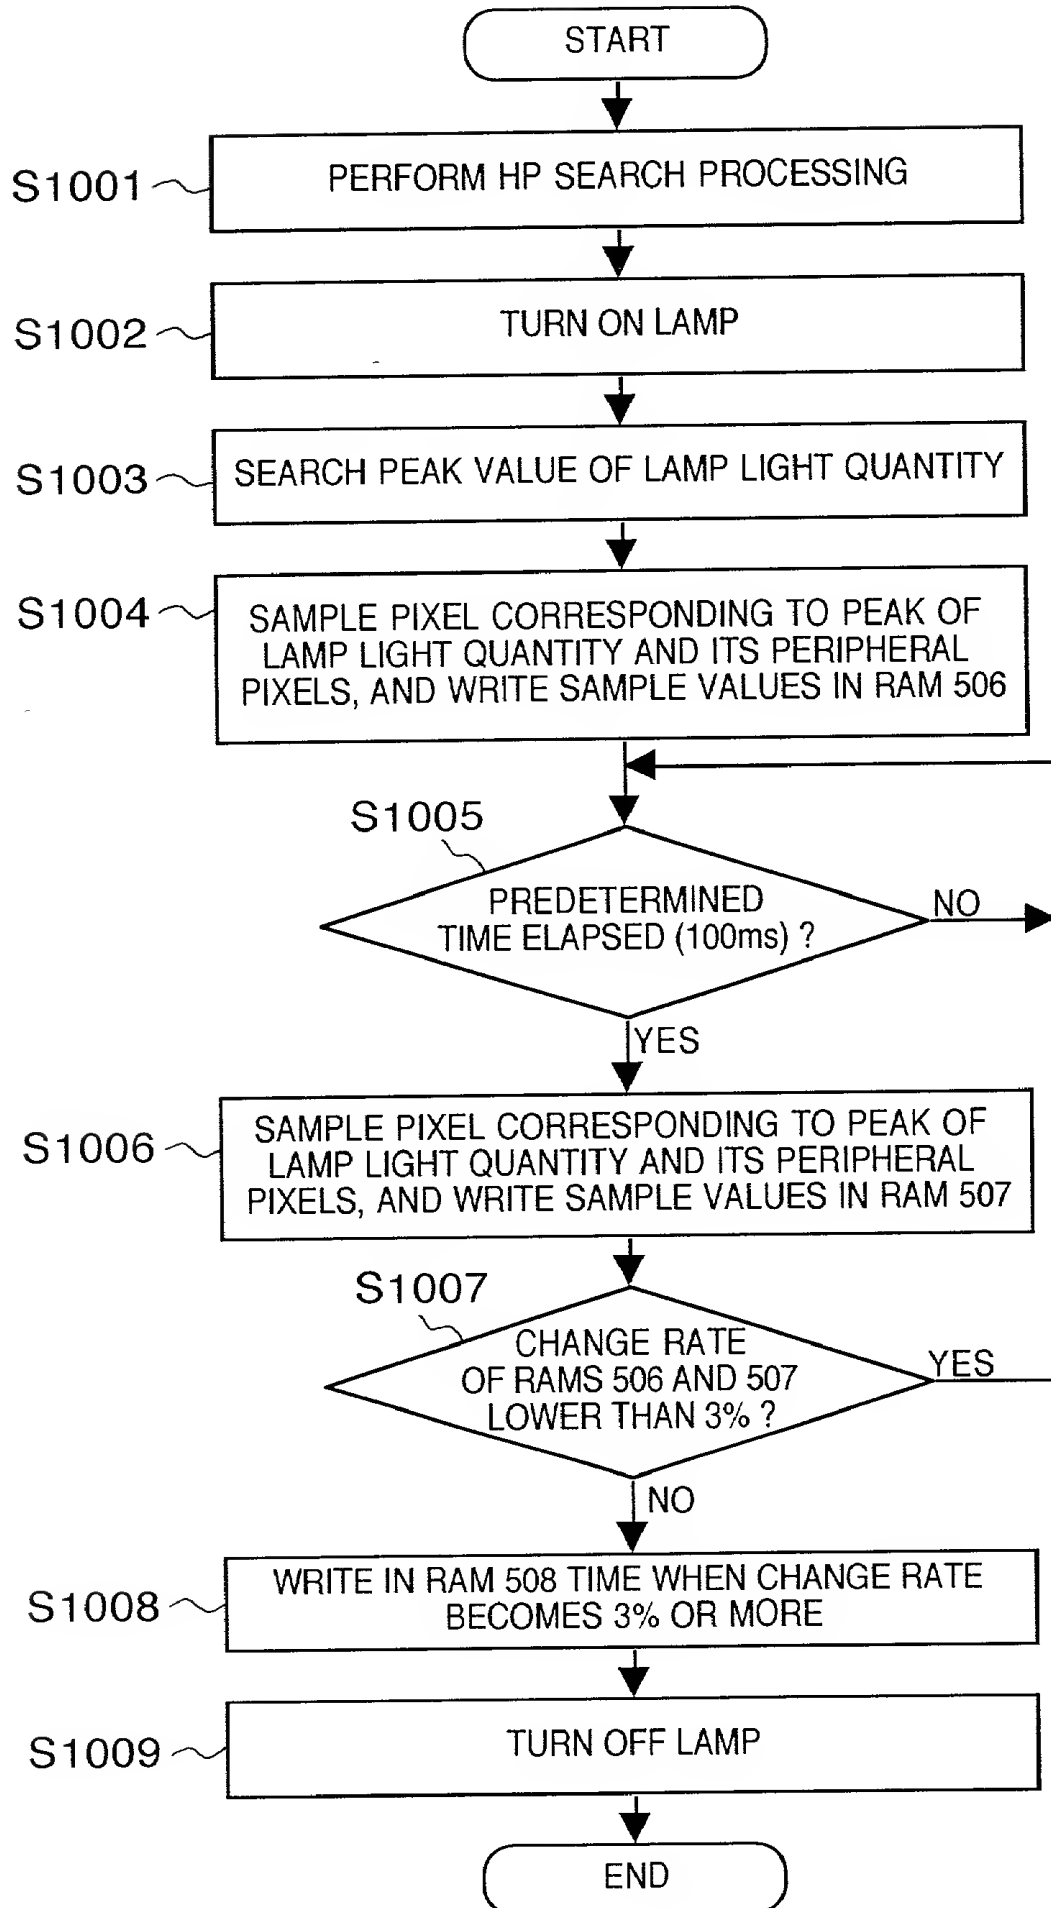 START
S1001
PERFORM HP SEARCH PROCESSING
S1002
TURN ON LAMP
S1003
SEARCH PEAK VALUE OF LAMP LIGHT QUANTITY
S1004
SAMPLE PIXEL CORRESPONDING TO PEAK OF
LAMP LIGHT QUANTITY AND ITS PERIPHERAL
PIXELS, AND WRITE SAMPLE VALUES IN RAM 506
S1005
PREDETERMINED
TIME ELAPSED (100ms) ?
NO
YES
S1006
SAMPLE PIXEL CORRESPONDING TO PEAK OF
LAMP LIGHT QUANTITY AND ITS PERIPHERAL
PIXELS, AND WRITE SAMPLE VALUES IN RAM 507
S1007
CHANGE RATE
OF RAMS 506 AND 507
LOWER THAN 3% ?
YES
NO
S1008
WRITE IN RAM 508 TIME WHEN CHANGE RATE
BECOMES 3% OR MORE
S1009
TURN OFF LAMP
END